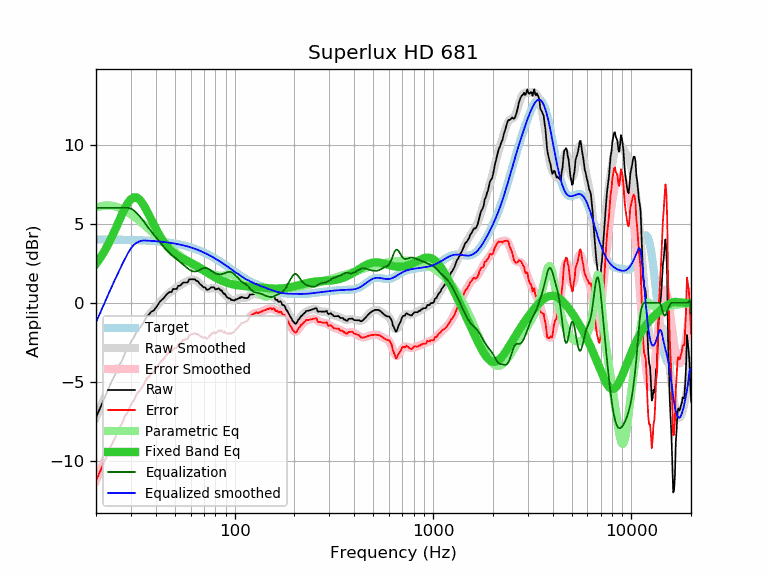 Superlux HD 681
Amplitude (dBr)
10
5
0
−5
−10
Target
Raw Smoothed
Error Smoothed
Raw
Error
Parametric Eq
Fixed Band Eq
Equalization
Equalized smoothed
100 1000 10000
Frequency (Hz)